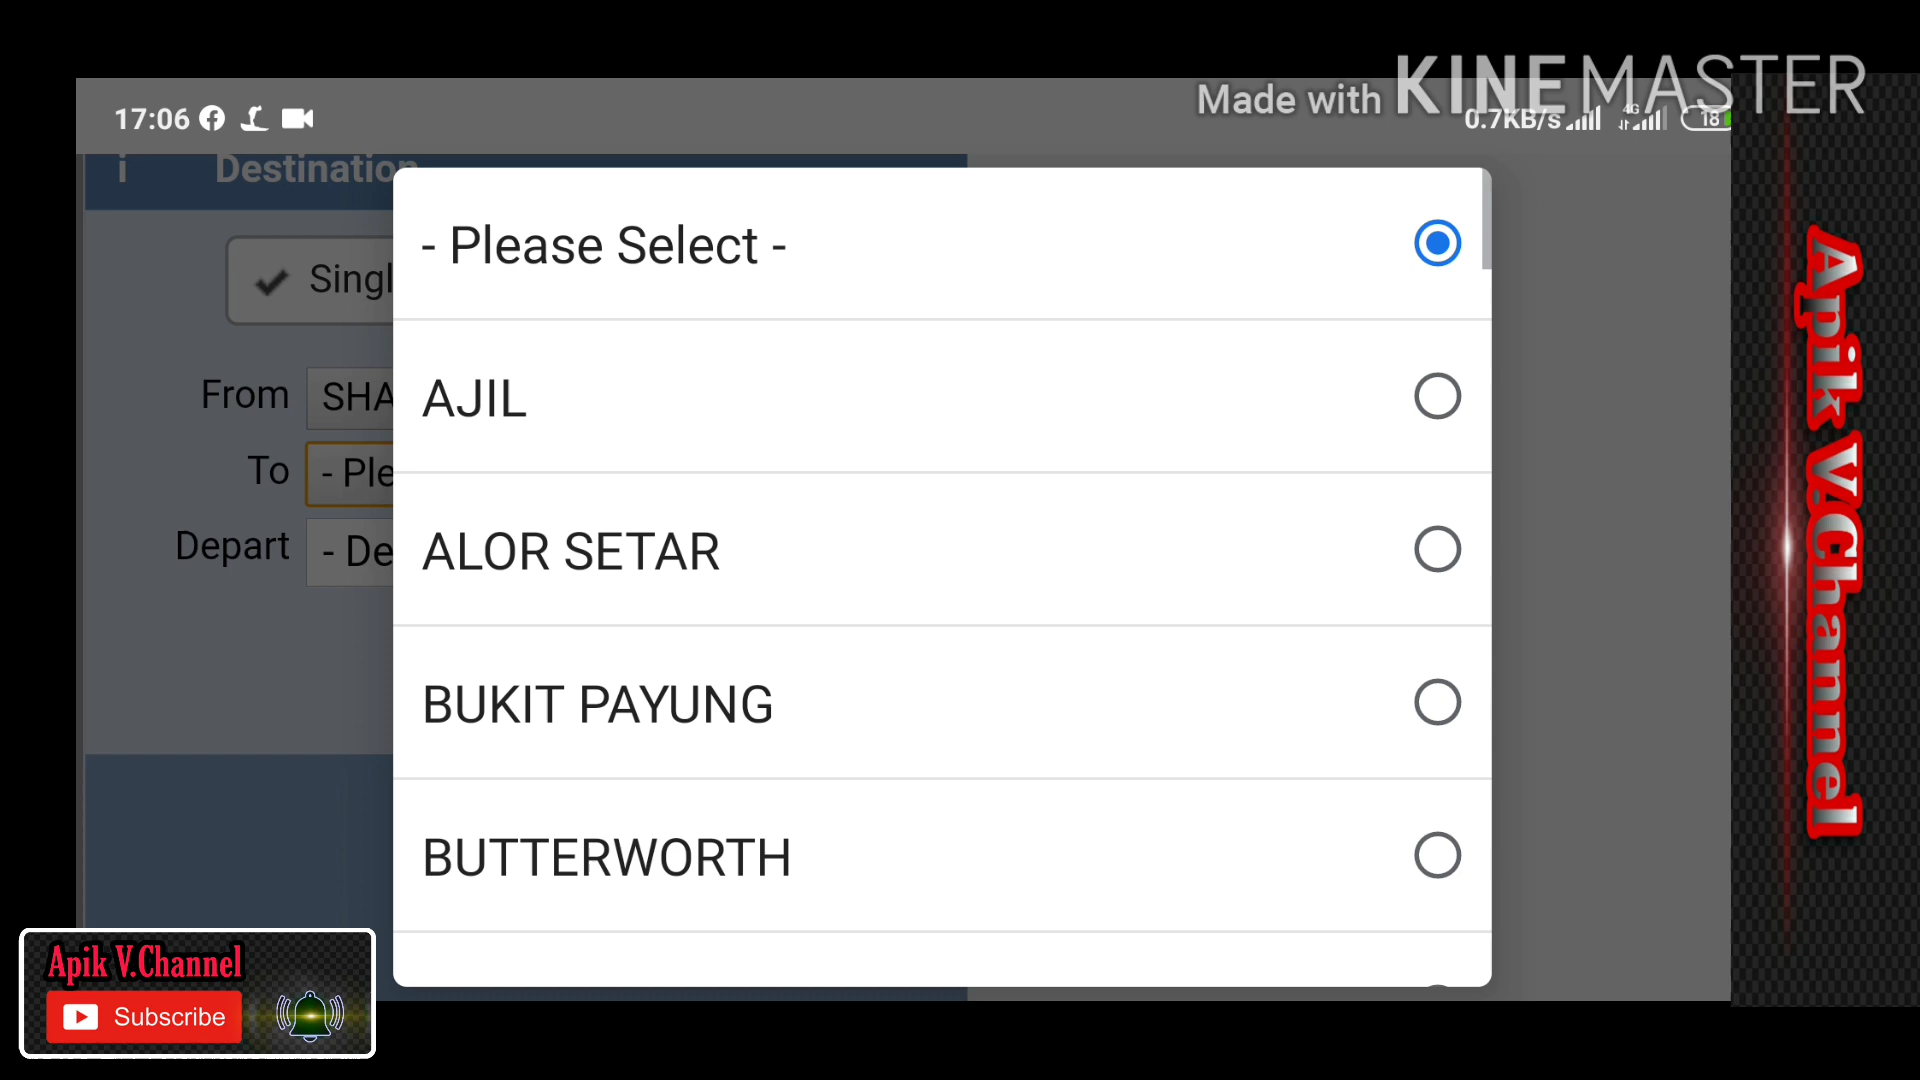 Made with KINEMASTER
17:06
0.7KB/s
4G
18
i Destination
- Please Select -
Singl
AJIL
From SHA
To - Ple
ALOR SETAR
Depart - De
BUKIT PAYUNG
BUTTERWORTH
Apik V.Channel
Apik V.Channel
Subscribe